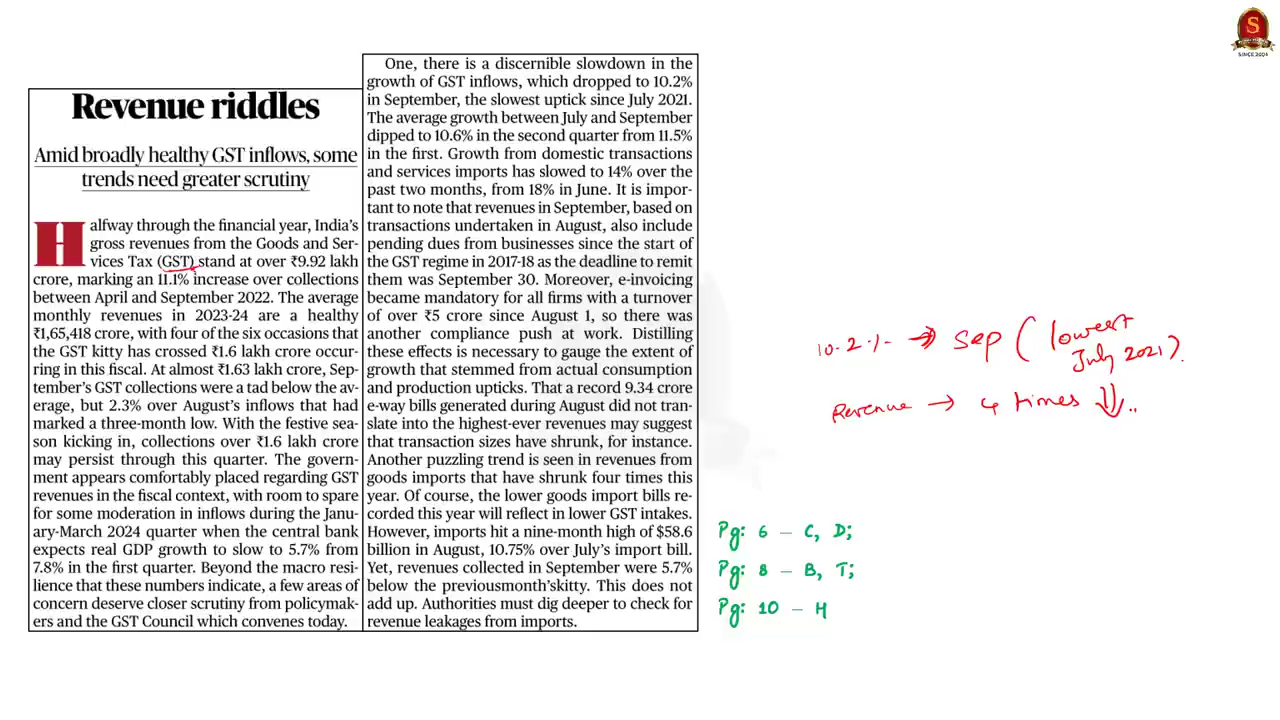 S
SINCE 2004
Revenue riddles
Amid broadly healthy GST inflows, some
trends need greater scrutiny
Halfway through the financial year, India's
gross revenues from the Goods and Ser-
vices Tax (GST) stand at over ₹9.92 lakh
crore, marking an 11.1% increase over collections
between April and September 2022. The average
monthly revenues in 2023-24 are a healthy
₹1,65,418 crore, with four of the six occasions that
the GST kitty has crossed ₹1.6 lakh crore occur-
ring in this fiscal. At almost ₹1.63 lakh crore, Sep-
tember's GST collections were a tad below the av-
erage, but 2.3% over August's inflows that had
marked a three-month low. With the festive sea-
son kicking in, collections over ₹1.6 lakh crore
may persist through this quarter. The govern-
ment appears comfortably placed regarding GST
revenues in the fiscal context, with room to spare
for some moderation in inflows during the Janu-
ary-March 2024 quarter when the central bank
expects real GDP growth to slow to 5.7% from
7.8% in the first quarter. Beyond the macro resi-
lience that these numbers indicate, a few areas of
concern deserve closer scrutiny from policymak-
ers and the GST Council which convenes today.
One, there is a discernible slowdown in the
growth of GST inflows, which dropped to 10.2%
in September, the slowest uptick since July 2021.
The average growth between July and September
dipped to 10.6% in the second quarter from 11.5%
in the first. Growth from domestic transactions
and services imports has slowed to 14% over the
past two months, from 18% in June. It is impor-
tant to note that revenues in September, based on
transactions undertaken in August, also include
pending dues from businesses since the start of
the GST regime in 2017-18 as the deadline to remit
them was September 30. Moreover, e-invoicing
became mandatory for all firms with a turnover
of over ₹5 crore since August 1, so there was
another compliance push at work. Distilling
these effects is necessary to gauge the extent of
growth that stemmed from actual consumption
and production upticks. That a record 9.34 crore
e-way bills generated during August did not tran-
slate into the highest-ever revenues may suggest
that transaction sizes have shrunk, for instance.
Another puzzling trend is seen in revenues from
goods imports that have shrunk four times this
year. Of course, the lower goods import bills re-
corded this year will reflect in lower GST intakes.
However, imports hit a nine-month high of $58.6
billion in August, 10.75% over July's import bill.
Yet, revenues collected in September were 5.7%
below the previousmonth'skitty. This does not
add up. Authorities must dig deeper to check for
revenue leakages from imports.
10.2% → Sep (lowest
July 2021).
Revenue → 4 times ⇓..
Pg: 6 – C, D;
Pg: 8 – B, T;
Pg: 10 – H